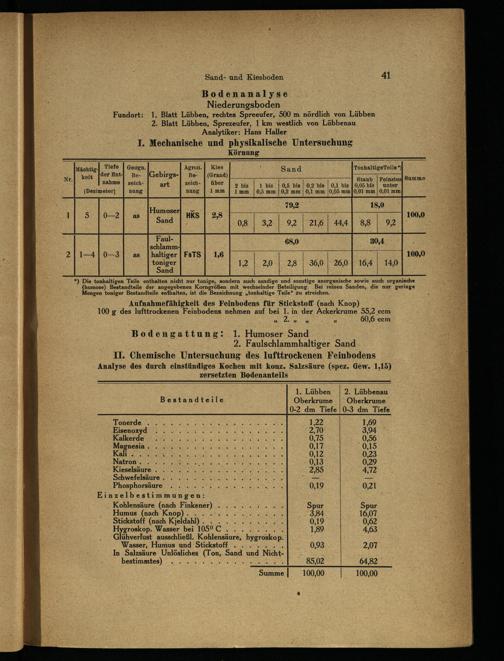 Sand- und Kiesboden 41
Bodenanalyse
Niederungsboden
Fundort: 1. Blatt Lübben, rechtes Spreeufer, 500 m nördlich von Lübben
2. Blatt Lübben, Spreeufer, 1 km westlich von Lübbenau
Analytiker: Hans Haller
I. Mechanische und physikalische Untersuchung
Körnung
Nr. Mächtigkeit Tiefe der Entnahme (Dezimeter) Geogn. Bezeichnung Gebirgsart Agron. Bezeichnung Kies (Grand) über 1 mm Sand Tonhaltige Teile*) Summe
2 bis 1 mm 1 bis 0,5 mm 0,5 bis 0,2 mm 0,2 bis 0,1 mm 0,1 bis 0,05 mm Staub 0,05 bis 0,01 mm Feinstes unter 0,01 mm
1 5 0—2 as Humoser Sand HKS 2,8 79,2 18,0 100,0
0,8 3,2 9,2 21,6 44,4 8,8 9,2
2 1—4 0—3 as Faulschlammhaltiger toniger Sand FsTS 1,6 68,0 30,4 100,0
1,2 2,0 2,8 36,0 26,0 16,4 14,0
*) Die tonhaltigen Teile enthalten nicht nur tonige, sondern auch sandige und sonstige anorganische sowie auch organische
(humose) Bestandteile der angegebenen Korngrößen mit wechselnder Beteiligung. Bei reinen Sanden, die nur geringe
Mengen toniger Bestandteile enthalten, ist die Bezeichnung „tonhaltige Teile" zu streichen.
Aufnahmefähigkeit des Feinbodens für Stickstoff (nach Knop)
100 g des lufttrockenen Feinbodens nehmen auf bei 1. in der Ackerkrume 55,2 ccm
„ 2. „ „ „ 60,6 ccm
Bodengattung: 1. Humoser Sand
2. Faulschlammhaltiger Sand
II. Chemische Untersuchung des lufttrockenen Feinbodens
Analyse des durch einstündiges Kochen mit konz. Salzsäure (spez. Gew. 1,15)
zersetzten Bodenanteils
Bestandteile 1. Lübben Oberkrume 0-2 dm Tiefe 2. Lübbenau Oberkrume 0-3 dm Tiefe
Tonerde 1,22 1,69
Eisenoxyd 2,70 3,94
Kalkerde 0,75 0,56
Magnesia 0,17 0,15
Kali 0,12 0,23
Natron 0,13 0,29
Kieselsäure 2,85 4,72
Schwefelsäure — —
Phosphorsäure 0,19 0,21
Einzelbestimmungen:
Kohlensäure (nach Finkener) Spur Spur
Humus (nach Knop) 3,84 16,07
Stickstoff (nach Kjeldahl) 0,19 0,62
Hygroskop. Wasser bei 105° C 1,89 4,63
Glühverlust ausschließl. Kohlensäure, hygroskop.
Wasser, Humus und Stickstoff 0,93 2,07
In Salzsäure Unlösliches (Ton, Sand und Nicht-
bestimmtes) 85,02 64,82
Summe 100,00 100,00